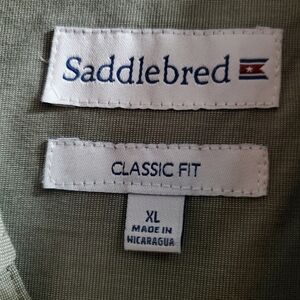 Saddlebred
CLASSIC FIT
XL
MADE IN
NICARAGUA